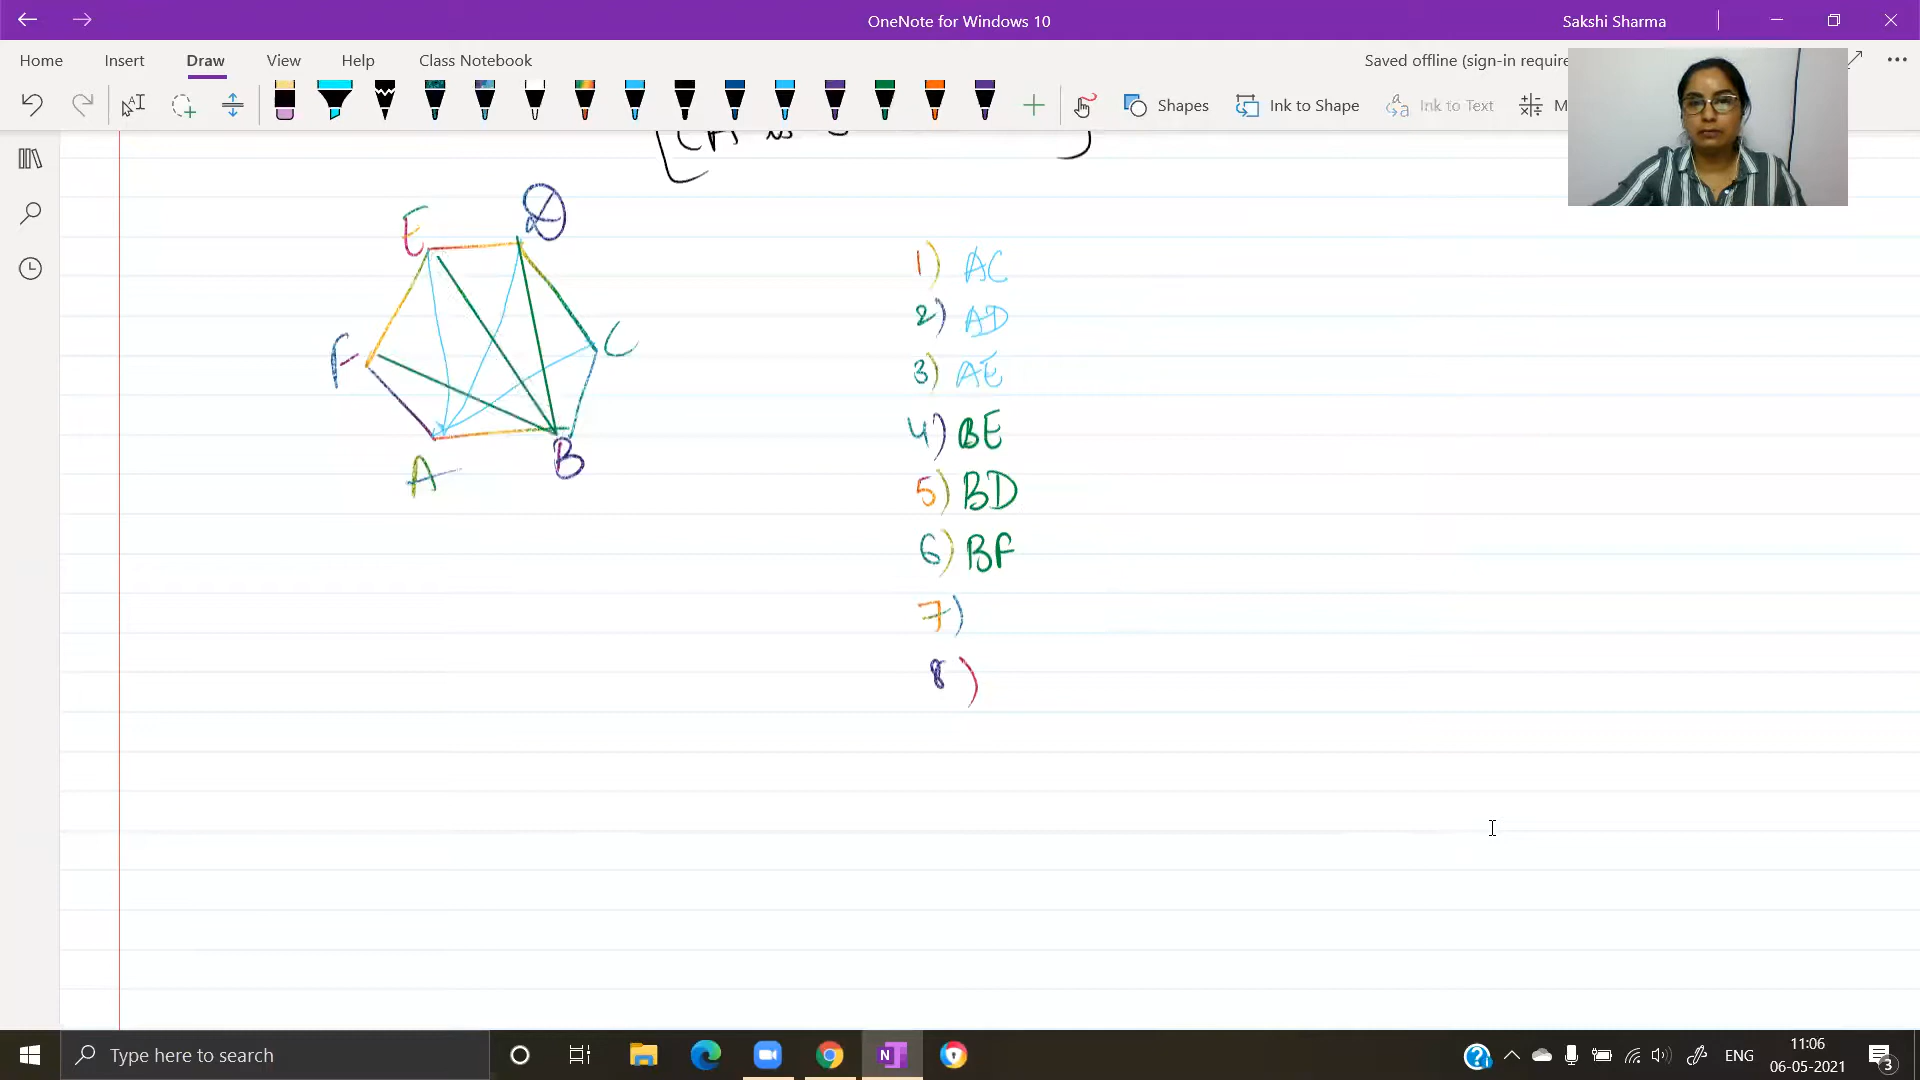 OneNote for Windows 10
Sakshi Sharma
Home Insert Draw View Help Class Notebook
Saved offline (sign-in require
Shapes Ink to Shape Ink to Text M
E D
F C
A B
1) AC
2) AD
3) AE
4) BE
5) BD
6) BF
7)
8)
Type here to search
ENG
11:06
06-05-2021
3